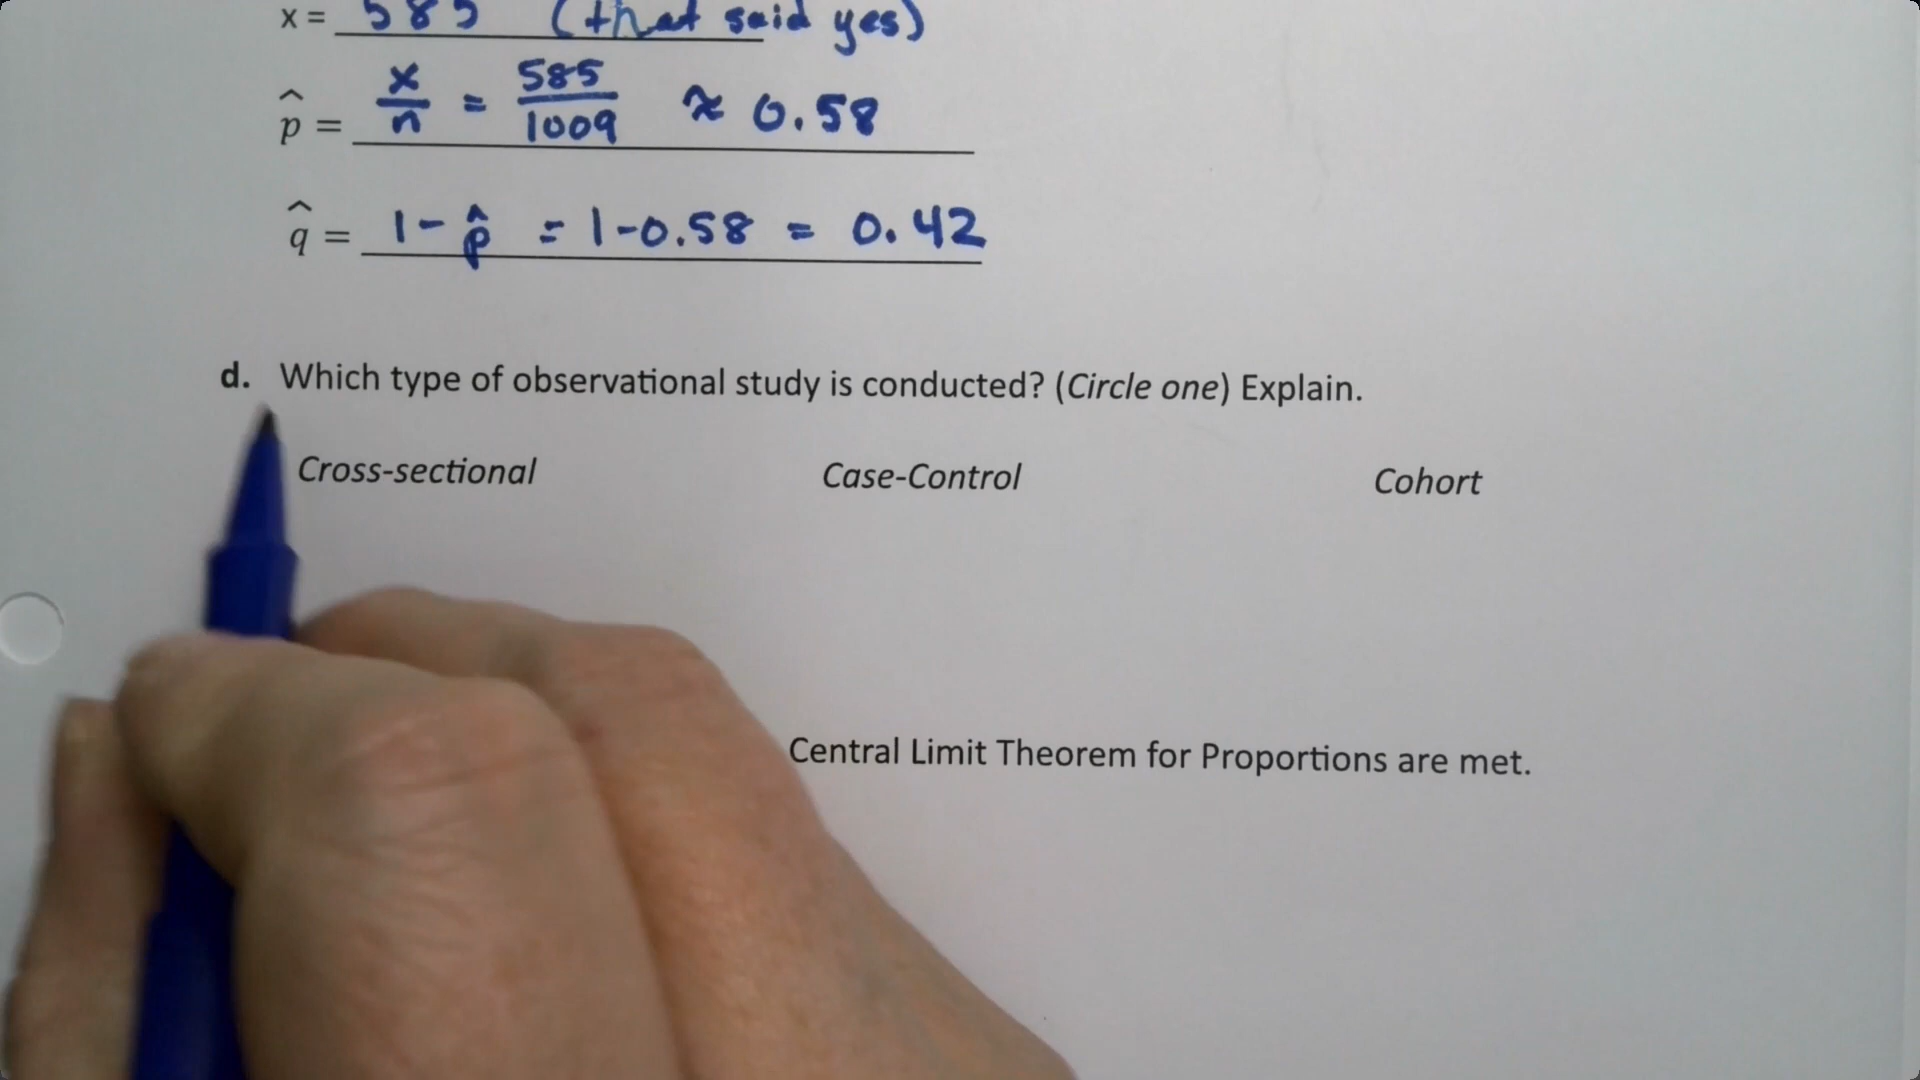 x = 585 (that said yes)
p̂ = x/n = 585/1009 ≈ 0.58
q̂ = 1 - p̂ = 1 - 0.58 = 0.42
d. Which type of observational study is conducted? (Circle one) Explain.
Cross-sectional Case-Control Cohort
Central Limit Theorem for Proportions are met.